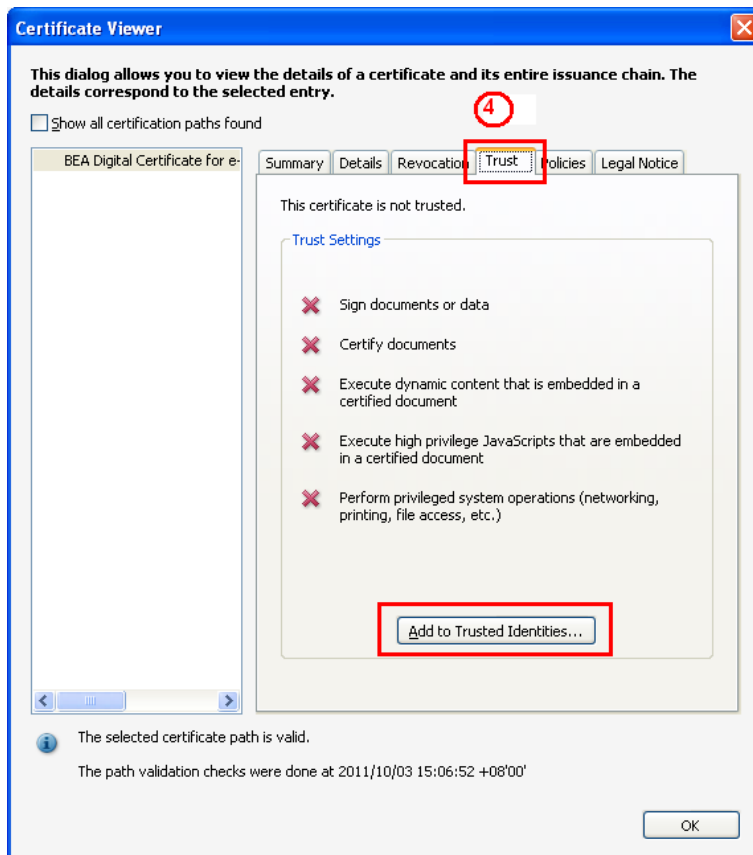 Certificate Viewer
This dialog allows you to view the details of a certificate and its entire issuance chain. The
details correspond to the selected entry.
4
Show all certification paths found
BEA Digital Certificate for e-
Summary Details Revocation Trust Policies Legal Notice
This certificate is not trusted.
Trust Settings
Sign documents or data
Certify documents
Execute dynamic content that is embedded in a
certified document
Execute high privilege JavaScripts that are embedded
in a certified document
Perform privileged system operations (networking,
printing, file access, etc.)
Add to Trusted Identities...
The selected certificate path is valid.
The path validation checks were done at 2011/10/03 15:06:52 +08'00'
OK